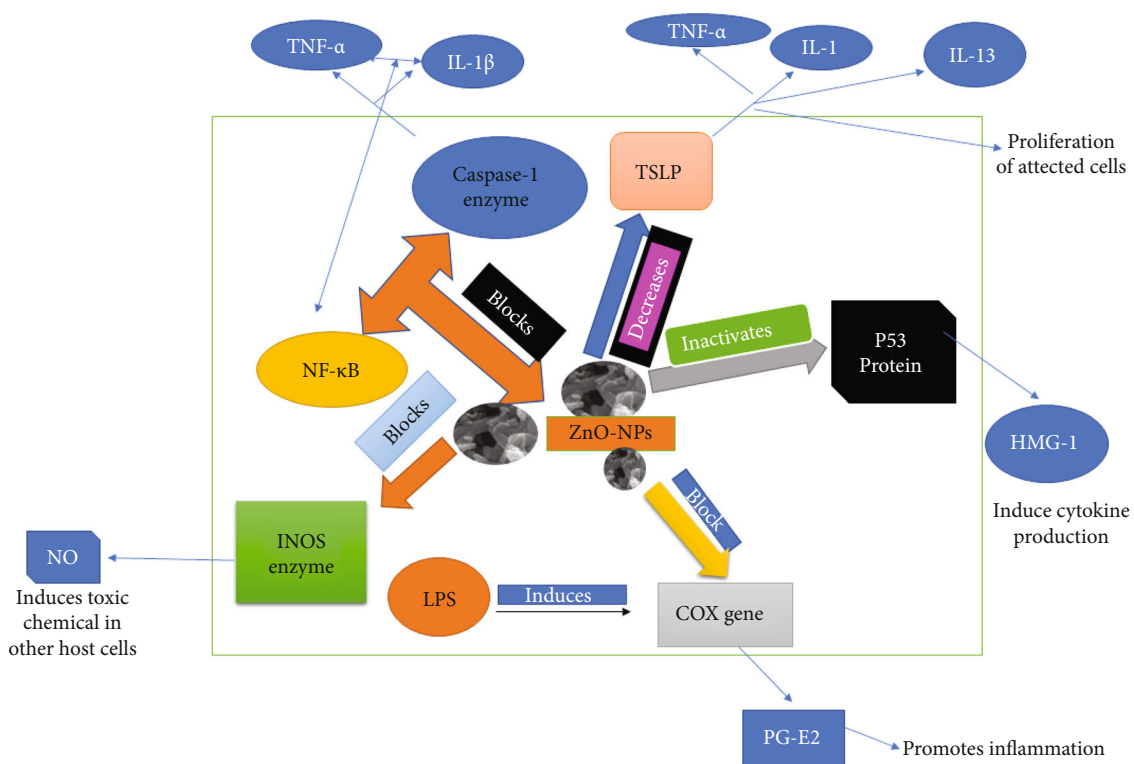 TNF-α
IL-1β
TNF-α
IL-1
IL-13
Proliferation
of attected cells
Caspase-1
enzyme
TSLP
Blocks
Decreases
Inactivates
P53
Protein
NF-κB
Blocks
ZnO-NPs
HMG-1
Induce cytokine
production
Block
INOS
enzyme
NO
Induces toxic
chemical in
other host cells
LPS
Induces
COX gene
PG-E2
Promotes inflammation